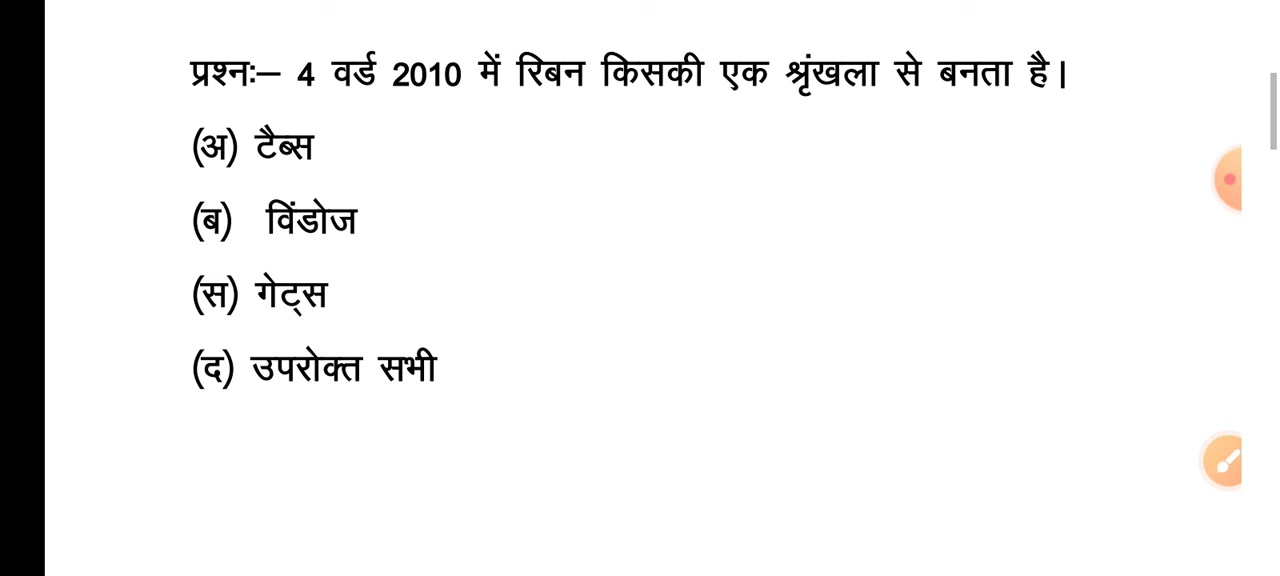 प्रश्नः– 4 वर्ड 2010 में रिबन किसकी एक श्रृंखला से बनता है।
(अ) टैब्स
(ब) विंडोज
(स) गेट्स
(द) उपरोक्त सभी